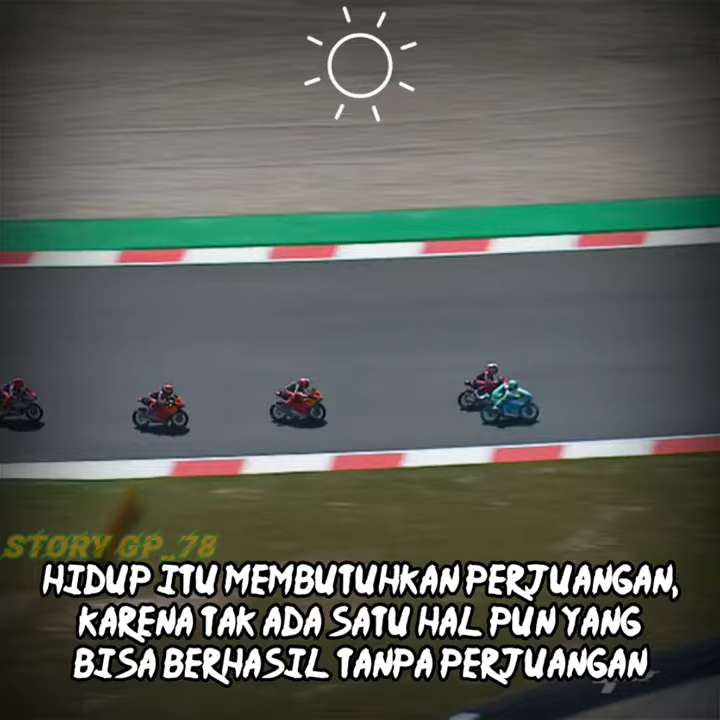 STORY GP_78
HIDUP ITU MEMBUTUHKAN PERJUANGAN,
KARENA TAK ADA SATU HAL PUN YANG
BISA BERHASIL TANPA PERJUANGAN